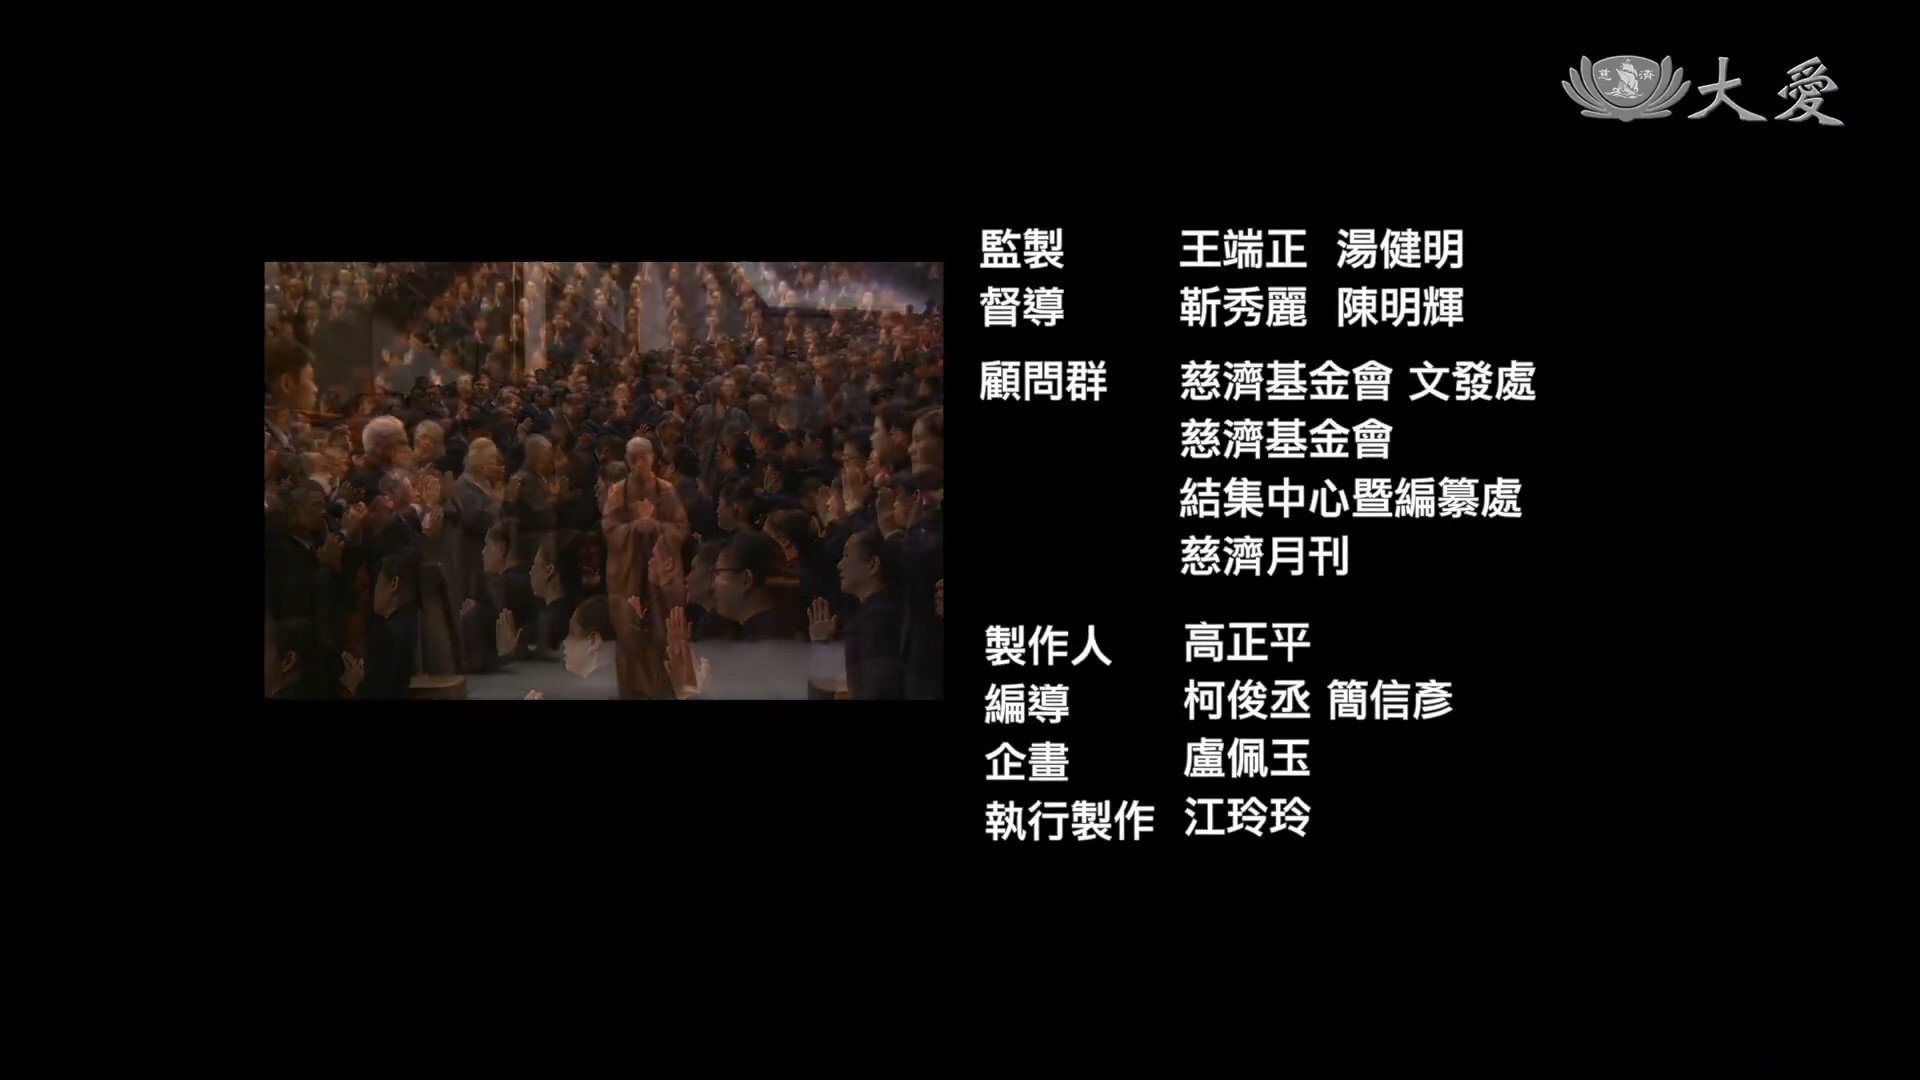 慈濟 大愛
監製 王端正 湯健明
督導 靳秀麗 陳明輝
顧問群 慈濟基金會 文發處
慈濟基金會
結集中心暨編纂處
慈濟月刊
製作人 高正平
編導 柯俊丞 簡信彥
企畫 盧佩玉
執行製作 江玲玲